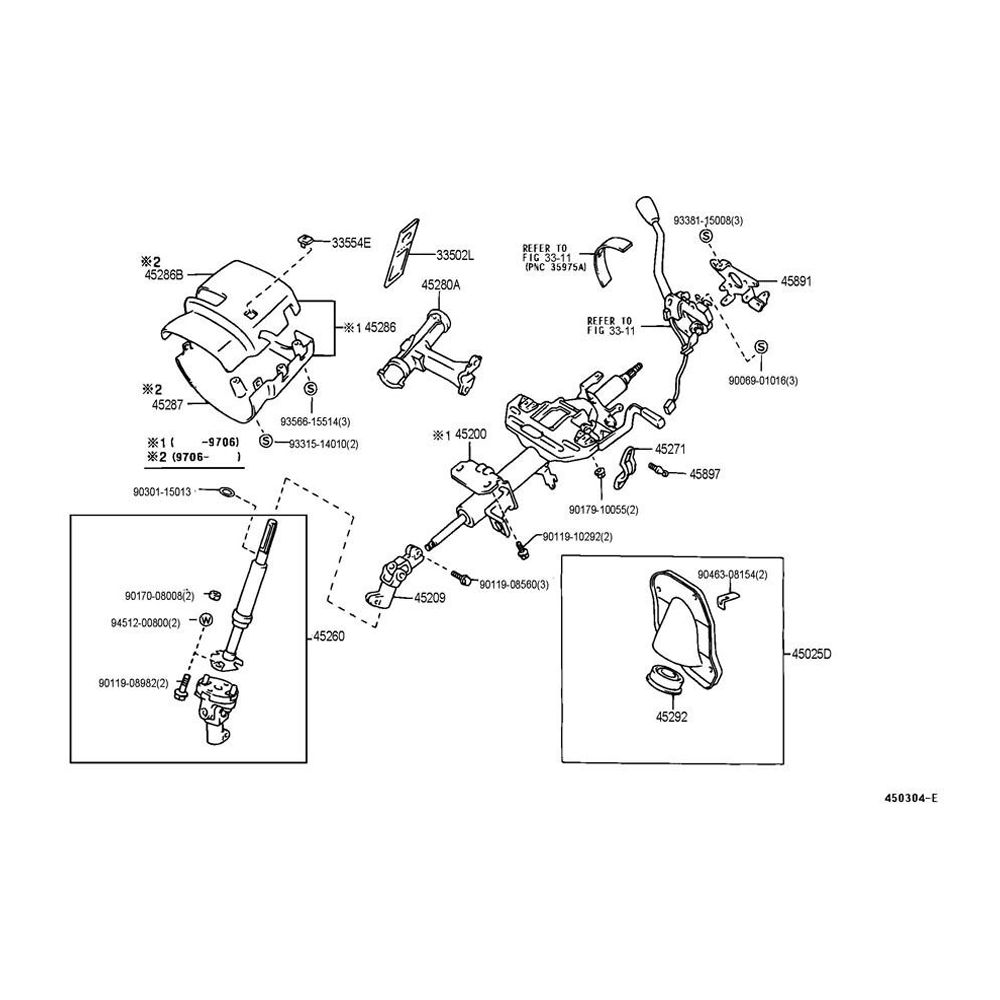 93381-15008(3)
33554E
33502L
REFER TO
FIG 33-11
(PNC 35975A)
※2
45286B
45280A
45891
※1 45286
REFER TO
FIG 33-11
90069-01016(3)
※2
45287
93566-15514(3)
※1 45200
93315-14010(2)
※1 ( -9706)
※2 (9706- )
45271
45897
90301-15013
90179-10055(2)
90119-10292(2)
90463-08154(2)
90119-08560(3)
90170-08008(2)
45209
94512-00800(2)
W
45260
45025D
90119-08982(2)
45292
450304-E
S
S
S
S